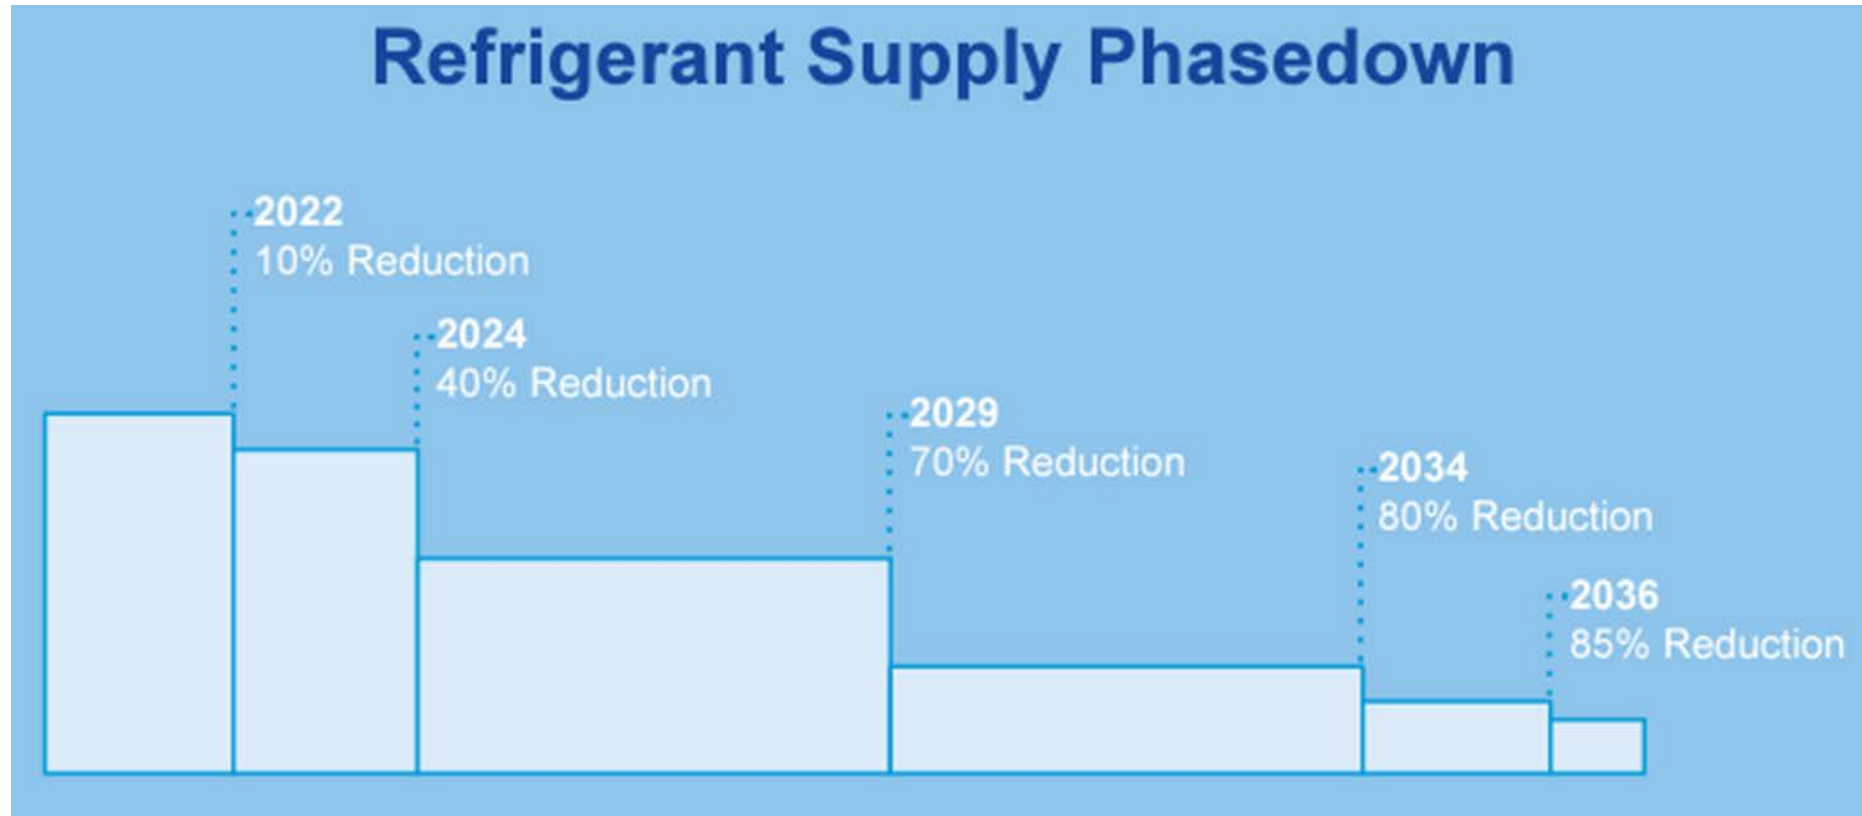 Refrigerant Supply Phasedown
2022
10% Reduction
2024
40% Reduction
2029
70% Reduction
2034
80% Reduction
2036
85% Reduction